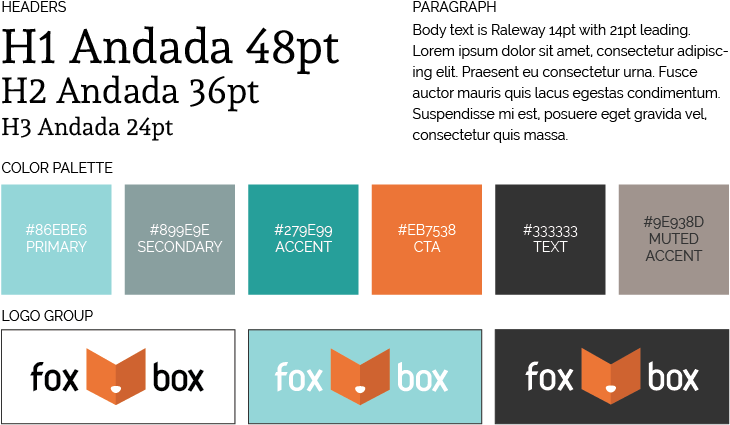 HEADERS
H1 Andada 48pt
H2 Andada 36pt
H3 Andada 24pt
PARAGRAPH
Body text is Raleway 14pt with 21pt leading.
Lorem ipsum dolor sit amet, consectetur adipisc-
ing elit. Praesent eu consectetur urna. Fusce
auctor mauris quis lacus egestas condimentum.
Suspendisse mi est, posuere eget gravida vel,
consectetur quis massa.
COLOR PALETTE
#86EBE6
PRIMARY
#899E9E
SECONDARY
#279E99
ACCENT
#EB7538
CTA
#333333
TEXT
#9E938D
MUTED
ACCENT
LOGO GROUP
fox box
fox box
fox box